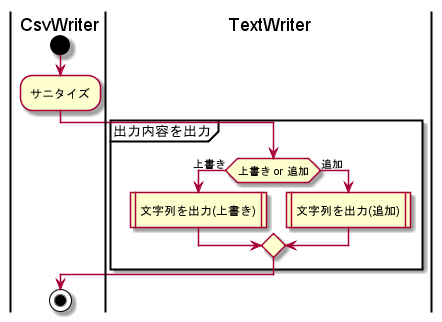 CsvWriter
TextWriter
サニタイズ
出力内容を出力
上書き
上書き or 追加
追加
文字列を出力(上書き)
文字列を出力(追加)